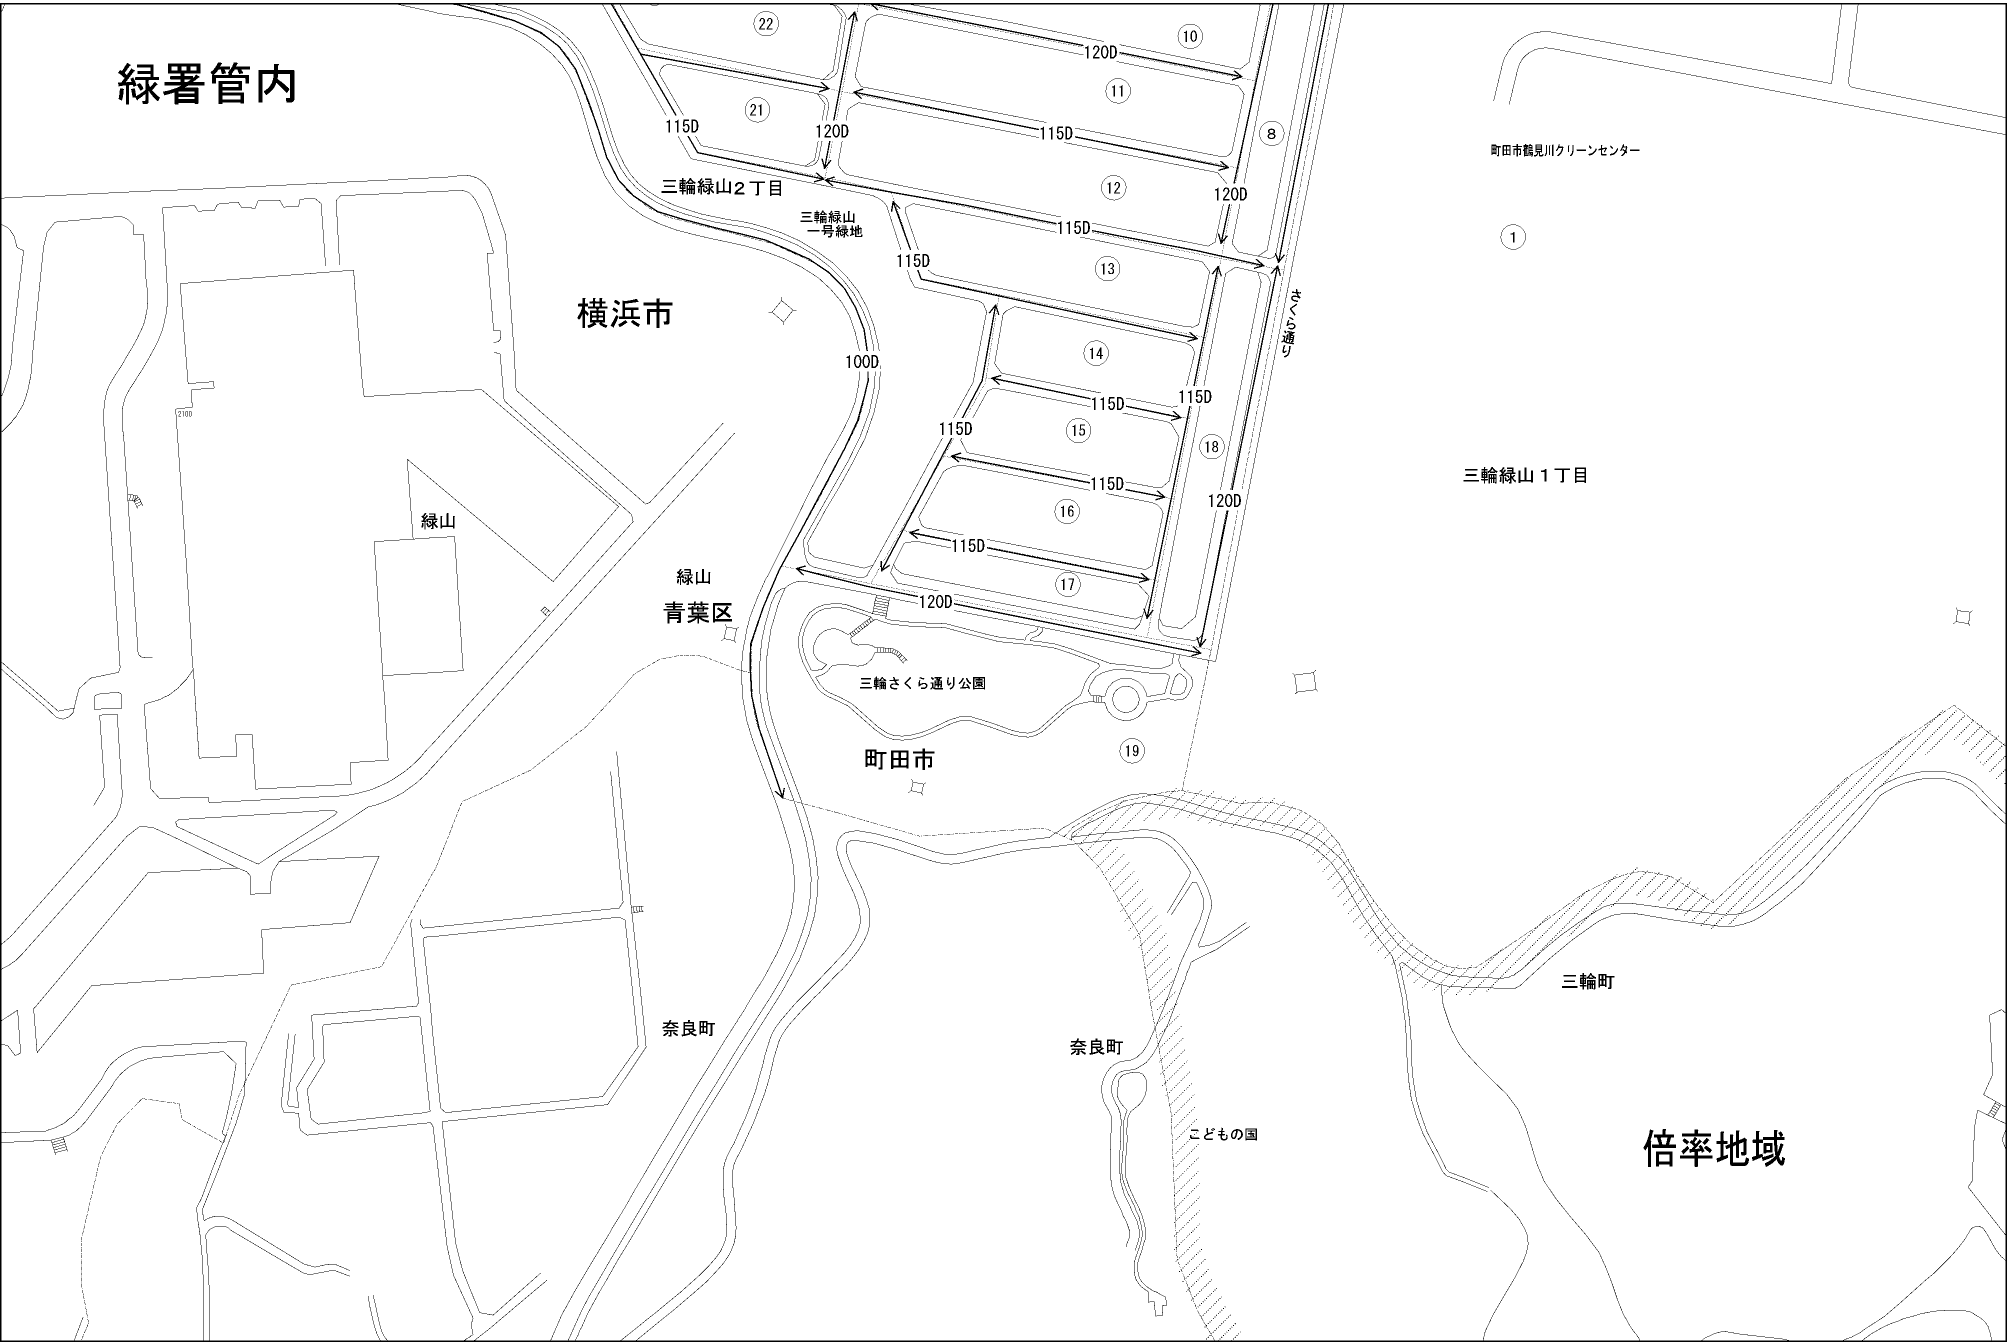 22
10
120D
緑署管内
11
21
115D
120D
115D
8
町田市鶴見川クリーンセンター
三輪緑山２丁目
12
120D
三輪緑山
一号緑地
115D
1
115D
13
横浜市
さくら通り
14
100D
115D
115D
210D
115D
15
18
三輪緑山１丁目
115D
120D
緑山
16
115D
緑山
17
青葉区
120D
三輪さくら通り公園
19
町田市
三輪町
奈良町
奈良町
こどもの国
倍率地域